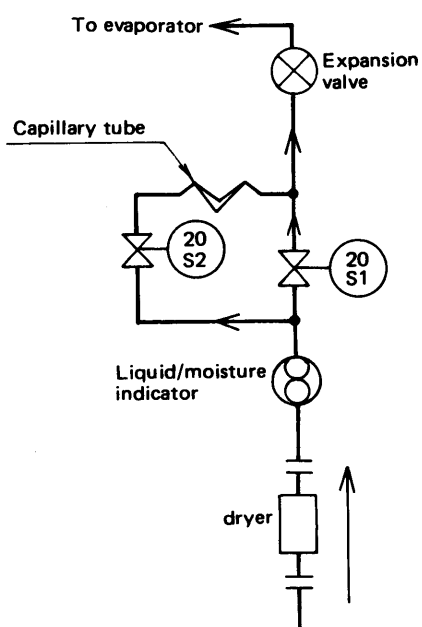 To evaporator
Expansion
valve
Capillary tube
20
S2
20
S1
Liquid/moisture
indicator
dryer